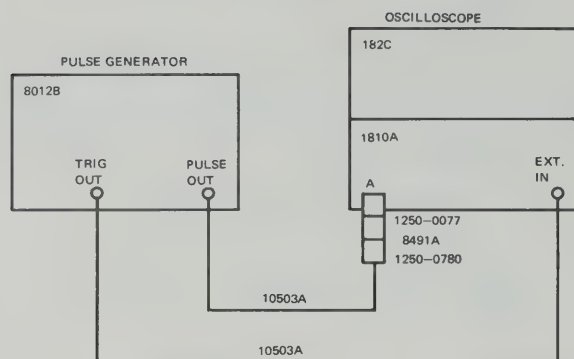 OSCILLOSCOPE
182C
PULSE GENERATOR
8012B
1810A
TRIG
OUT
PULSE
OUT
EXT.
IN
A
1250-0077
8491A
1250-0780
10503A
10503A